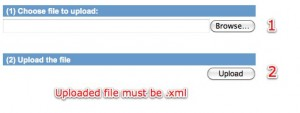 (1) Choose file to upload:
Browse... 1
(2) Upload the file
Upload 2
Uploaded file must be .xml